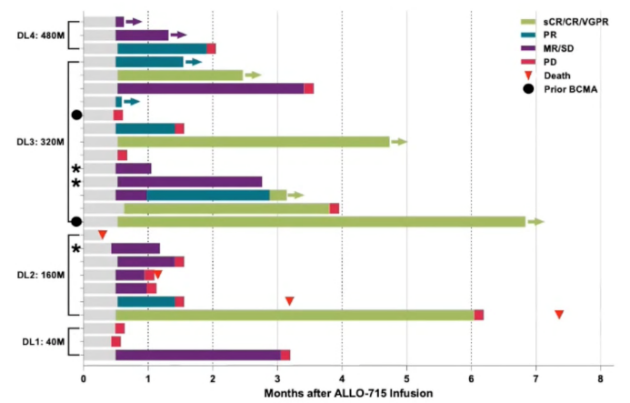 DL4: 480M
DL3: 320M
DL2: 160M
DL1: 40M
sCR/CR/VGPR
PR
MR/SD
PD
Death
Prior BCMA
*
*
*
0 1 2 3 4 5 6 7 8
Months after ALLO-715 Infusion